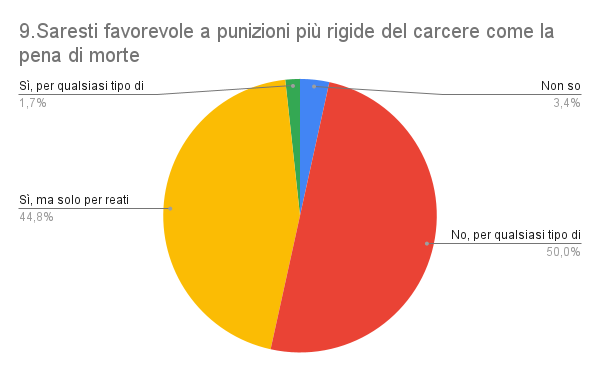 9.Saresti favorevole a punizioni più rigide del carcere come la
pena di morte
Sì, per qualsiasi tipo di
1,7%
Non so
3,4%
Sì, ma solo per reati
44,8%
No, per qualsiasi tipo di
50,0%